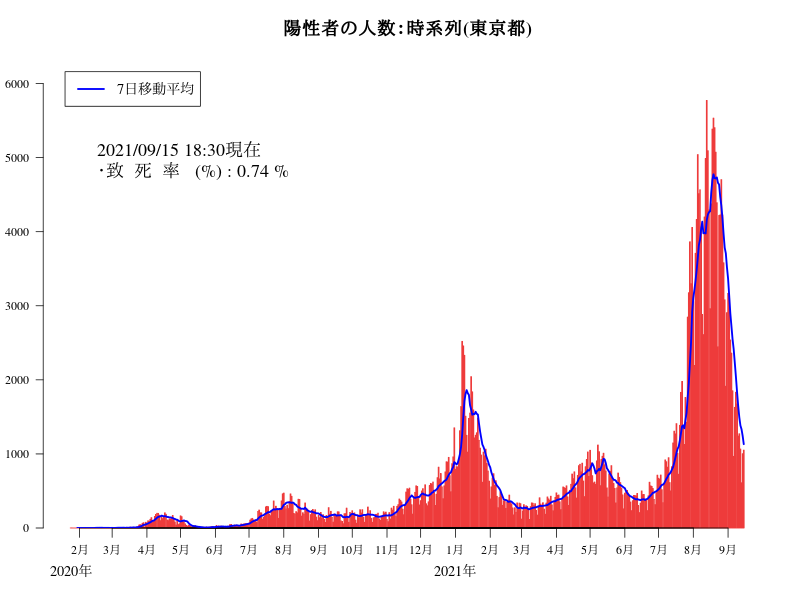 陽性者の人数：時系列(東京都)
7日移動平均
2021/09/15 18:30現在
・致 死 率 (%) : 0.74 %
6000
5000
4000
3000
2000
1000
0
2月 3月 4月 5月 6月 7月 8月 9月 10月 11月 12月 1月 2月 3月 4月 5月 6月 7月 8月 9月
2020年 2021年